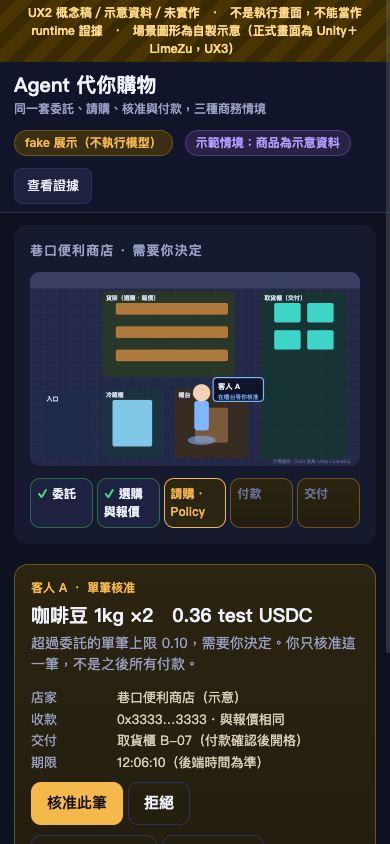 UX2 概念稿 / 示意資料 / 未實作 · 不是執行畫面，不能當作
runtime 證據 · 場景圖形為自製示意（正式畫面為 Unity＋
LimeZu，UX3）
Agent 代你購物
同一套委託、請購、核准與付款，三種商務情境
fake 展示（不執行模型）
示範情境：商品為示意資料
查看證據
巷口便利商店 · 需要你決定
貨架（選購・報價）
取貨櫃（交付）
客人 A
在櫃台等你核准
入口
冷藏櫃
櫃台
自製圖形（UX3 改為 Unity＋LimeZu）
✓ 委託
✓ 選購
與報價
請購 ·
Policy
付款
交付
客人 A · 單筆核准
咖啡豆 1kg ×2 0.36 test USDC
超過委託的單筆上限 0.10，需要你決定。你只核准這
一筆，不是之後所有付款。
店家 巷口便利商店（示意）
收款 0x3333…3333 · 與報價相同
交付 取貨櫃 B-07（付款確認後開格）
期限 12:06:10（後端時間為準）
核准此筆
拒絕